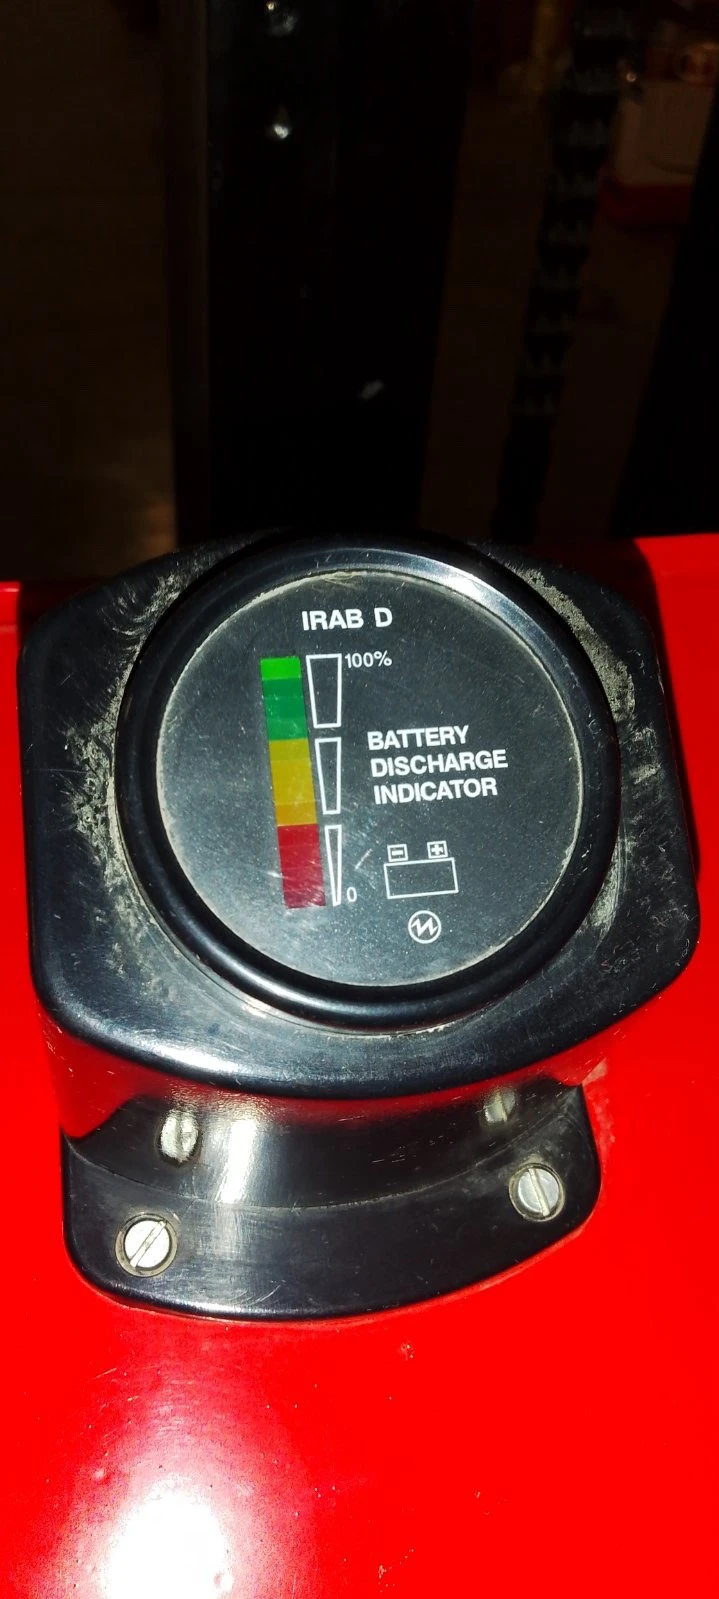 IRAB D
100%
BATTERY
DISCHARGE
INDICATOR
- +
0